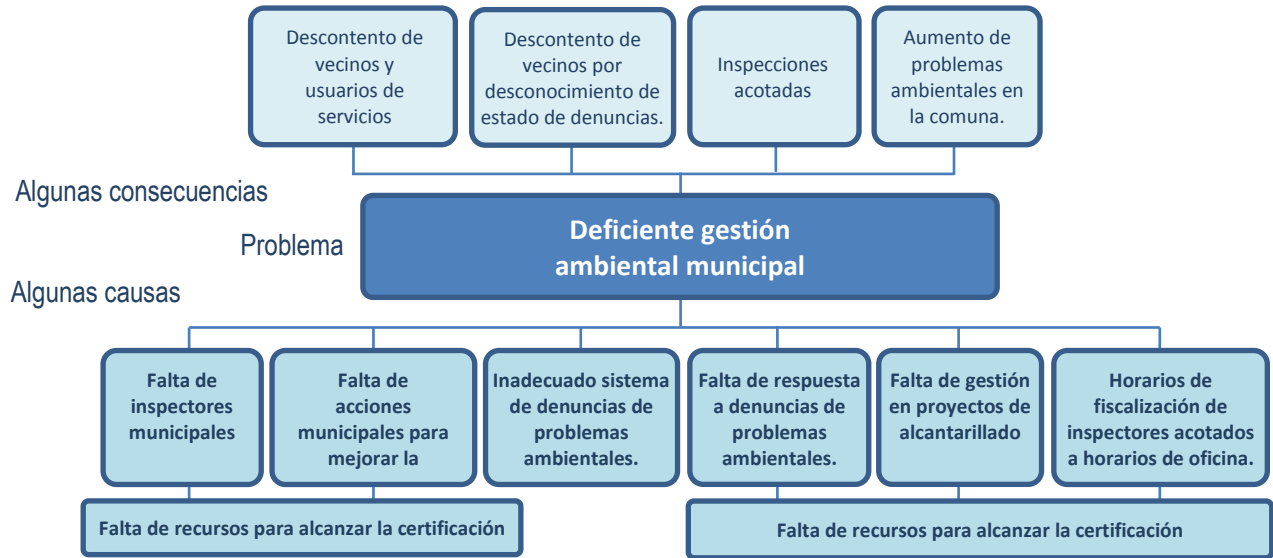 Descontento de
vecinos y
usuarios de
servicios
Descontento de
vecinos por
desconocimiento de
estado de denuncias.
Inspecciones
acotadas
Aumento de
problemas
ambientales en
la comuna.
Algunas consecuencias
Problema
Deficiente gestión
ambiental municipal
Algunas causas
Falta de
inspectores
municipales
Falta de
acciones
municipales para
mejorar la
Inadecuado sistema
de denuncias de
problemas
ambientales.
Falta de respuesta
a denuncias de
problemas
ambientales.
Falta de gestión
en proyectos de
alcantarillado
Horarios de
fiscalización de
inspectores acotados
a horarios de oficina.
Falta de recursos para alcanzar la certificación
Falta de recursos para alcanzar la certificación